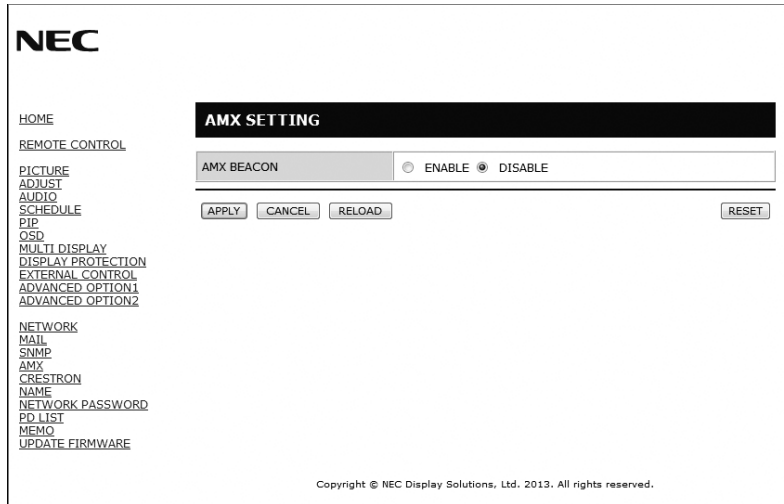 NEC
HOME
REMOTE CONTROL
PICTURE
ADJUST
AUDIO
SCHEDULE
PIP
OSD
MULTI DISPLAY
DISPLAY PROTECTION
EXTERNAL CONTROL
ADVANCED OPTION1
ADVANCED OPTION2
NETWORK
MAIL
SNMP
AMX
CRESTRON
NAME
NETWORK PASSWORD
PD LIST
MEMO
UPDATE FIRMWARE
AMX SETTING
AMX BEACON ENABLE DISABLE
APPLY CANCEL RELOAD RESET
Copyright © NEC Display Solutions, Ltd. 2013. All rights reserved.